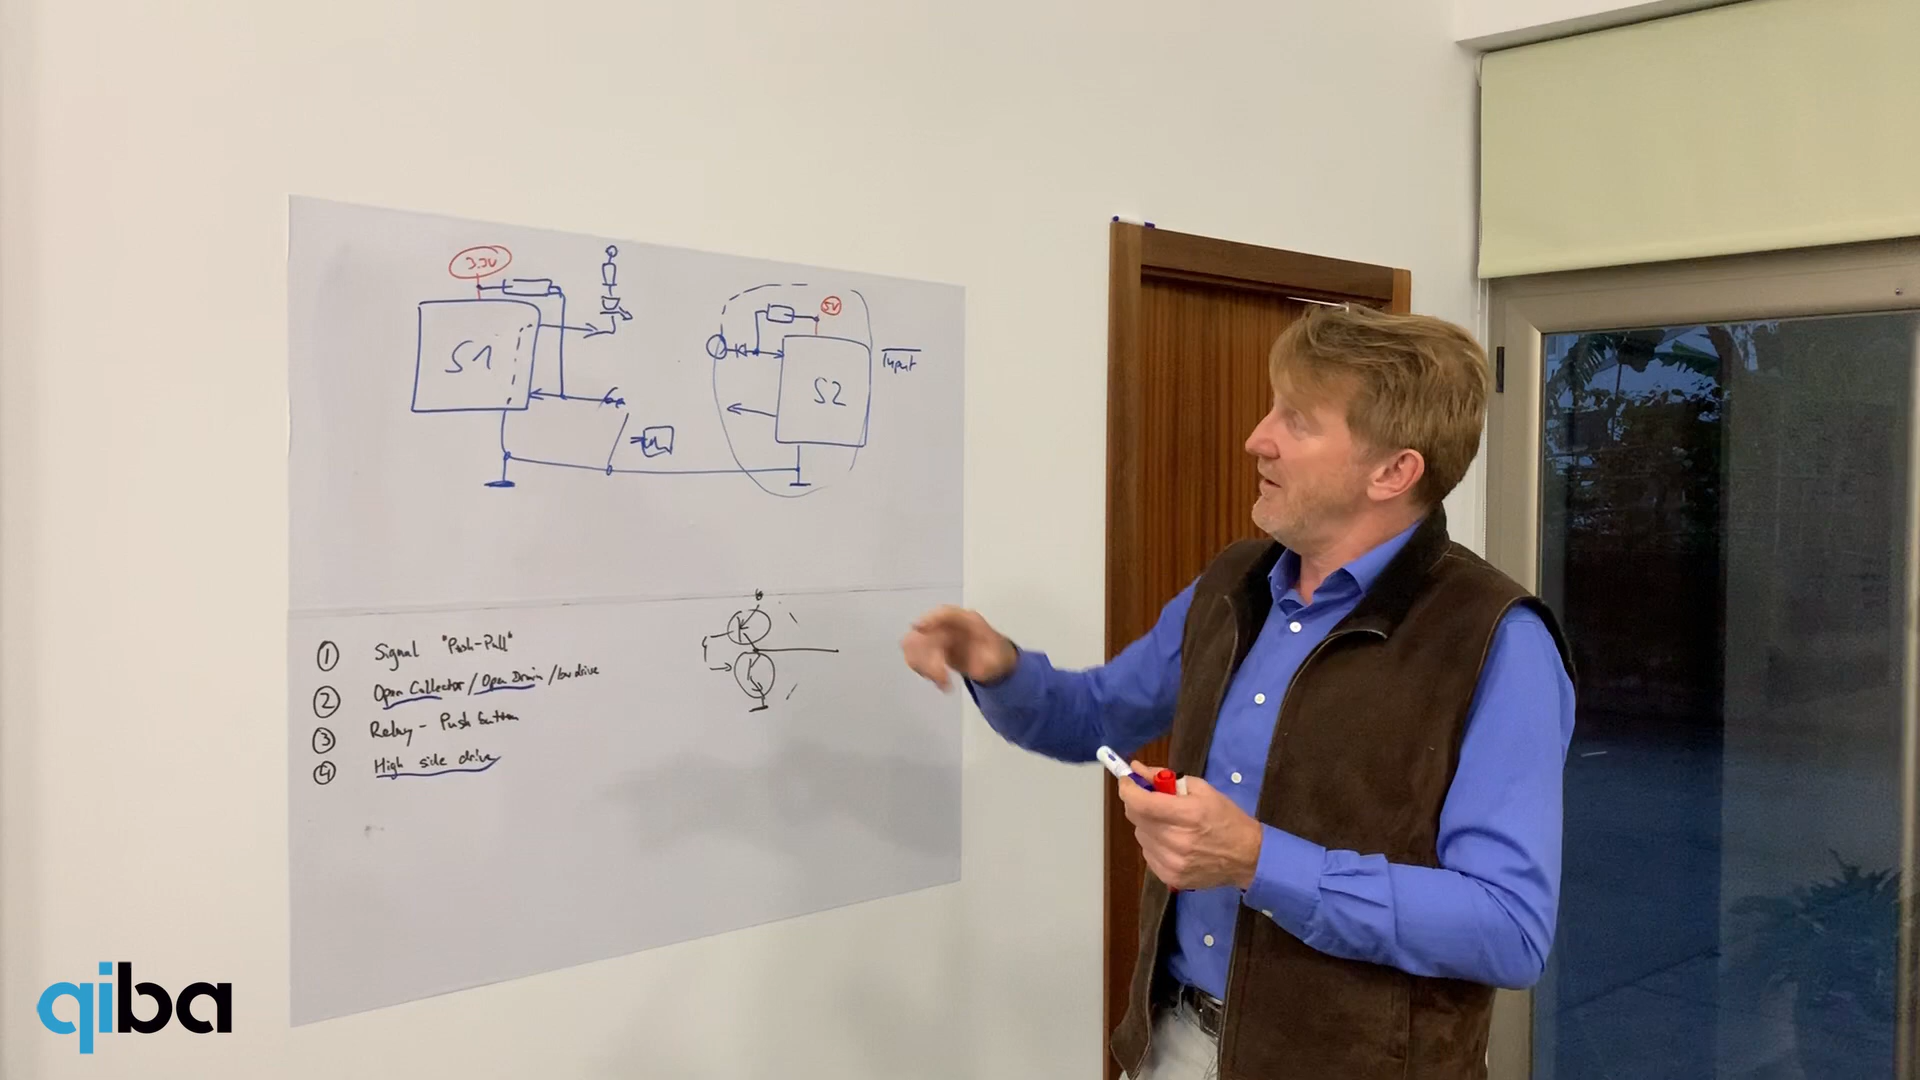 3.3V
5V
S1
S2
Input
① Signal "Push-Pull"
② Open Collector / Open Drain / low drive
③ Relay - Push button
④ High side drive
qiba